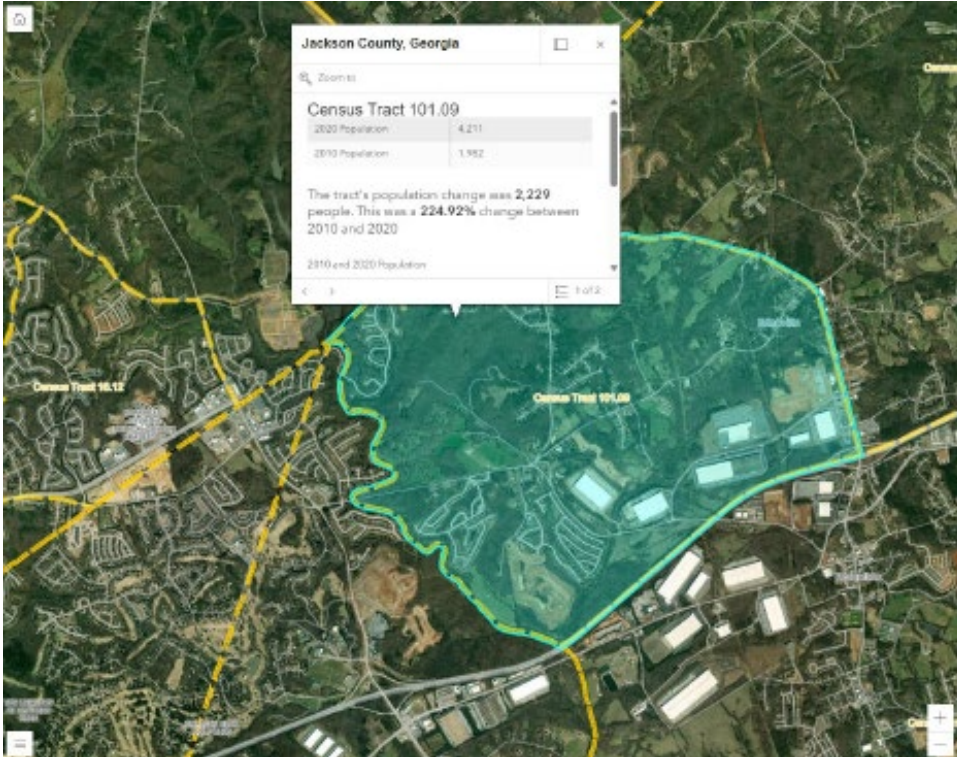 Jackson County, Georgia
Zoom to
Census Tract 101.09
2020 Population 4,211
2010 Population 1,982
The tract's population change was 2,229
people. This was a 224.92% change between
2010 and 2020
2010 and 2020 Population
1 of 2
Census
Census Tract 18.12
Census Tract 101.09